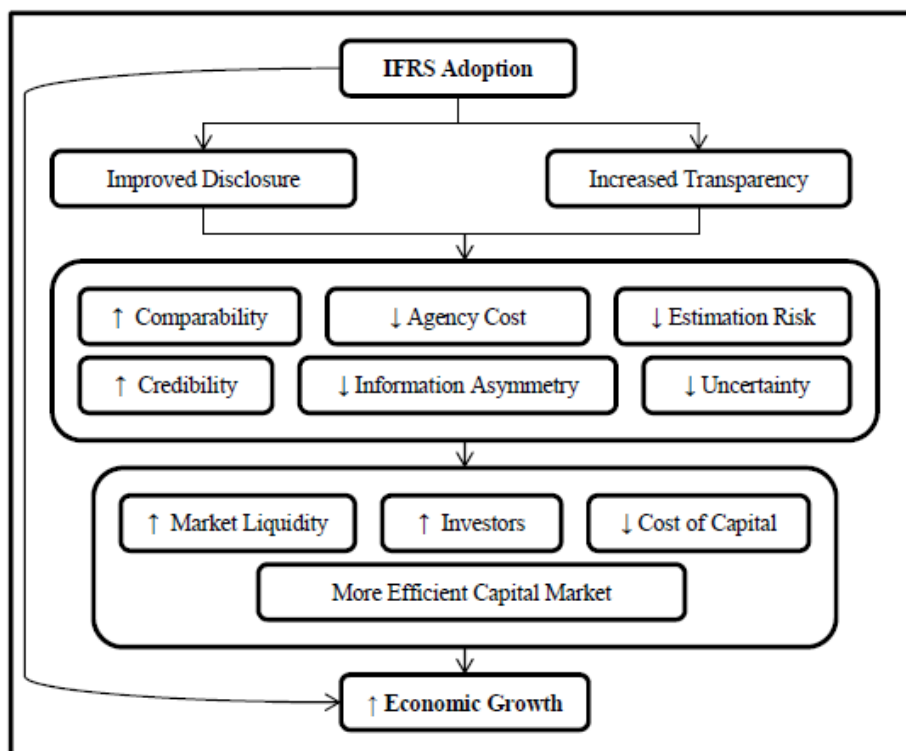 IFRS Adoption
Improved Disclosure
Increased Transparency
↑ Comparability
↓ Agency Cost
↓ Estimation Risk
↑ Credibility
↓ Information Asymmetry
↓ Uncertainty
↑ Market Liquidity
↑ Investors
↓ Cost of Capital
More Efficient Capital Market
↑ Economic Growth